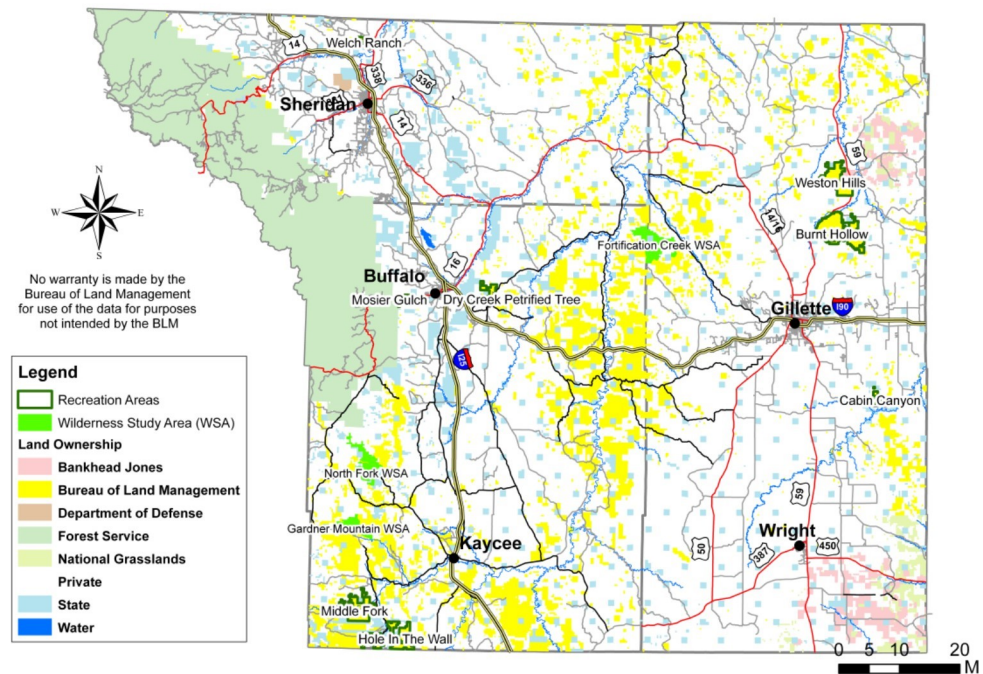 14
Welch Ranch
338
336
Sheridan
14
59
Weston Hills
N
W E
S
14/16
Burnt Hollow
Fortification Creek WSA
No warranty is made by the
Bureau of Land Management
for use of the data for purposes
not intended by the BLM
16
Buffalo
Mosier Gulch
Dry Creek Petrified Tree
Gillette
I90
I25
Legend
Recreation Areas
Wilderness Study Area (WSA)
Land Ownership
Bankhead Jones
Bureau of Land Management
Department of Defense
Forest Service
National Grasslands
Private
State
Water
Cabin Canyon
North Fork WSA
59
Gardner Mountain WSA
Kaycee
Wright
50
387
450
Middle Fork
Hole In The Wall
0 5 10 20
M